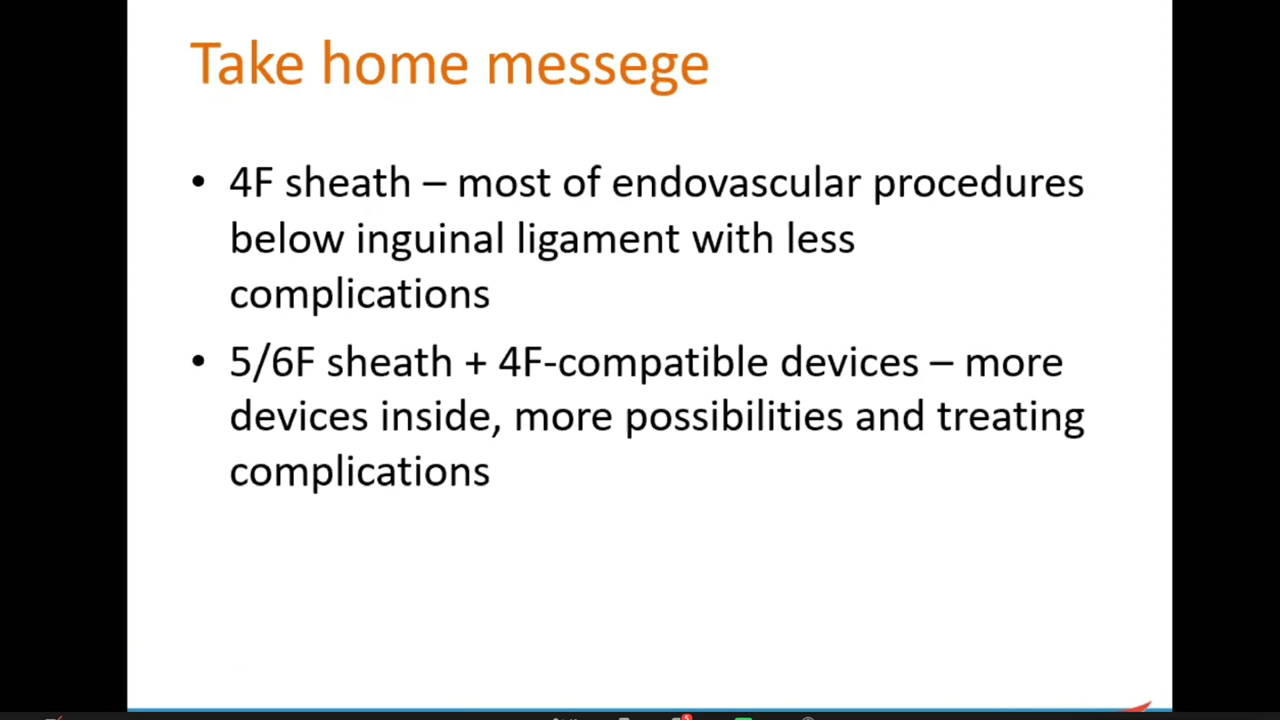 Take home messege
• 4F sheath – most of endovascular procedures
below inguinal ligament with less
complications
• 5/6F sheath + 4F-compatible devices – more
devices inside, more possibilities and treating
complications